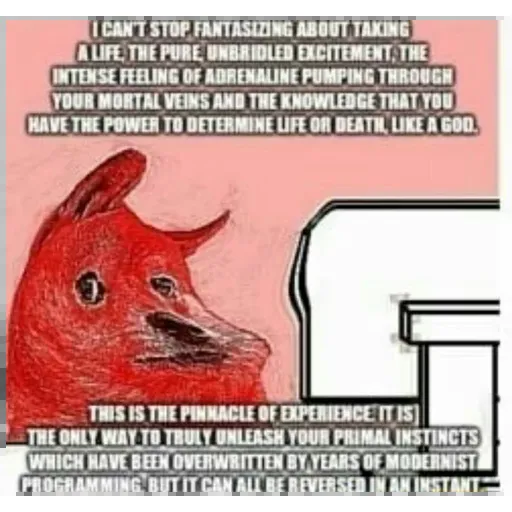 I CAN'T STOP FANTASIZING ABOUT TAKING
A LIFE, THE PURE, UNBRIDLED EXCITEMENT, THE
INTENSE FEELING OF ADRENALINE PUMPING THROUGH
YOUR MORTAL VEINS AND THE KNOWLEDGE THAT YOU
HAVE THE POWER TO DETERMINE LIFE OR DEATH, LIKE A GOD.
THIS IS THE PINNACLE OF EXPERIENCE. IT IS
THE ONLY WAY TO TRULY UNLEASH YOUR PRIMAL INSTINCTS
WHICH HAVE BEEN OVERWRITTEN BY YEARS OF MODERNIST
PROGRAMMING. BUT IT CAN ALL BE REVERSED IN AN INSTANT.